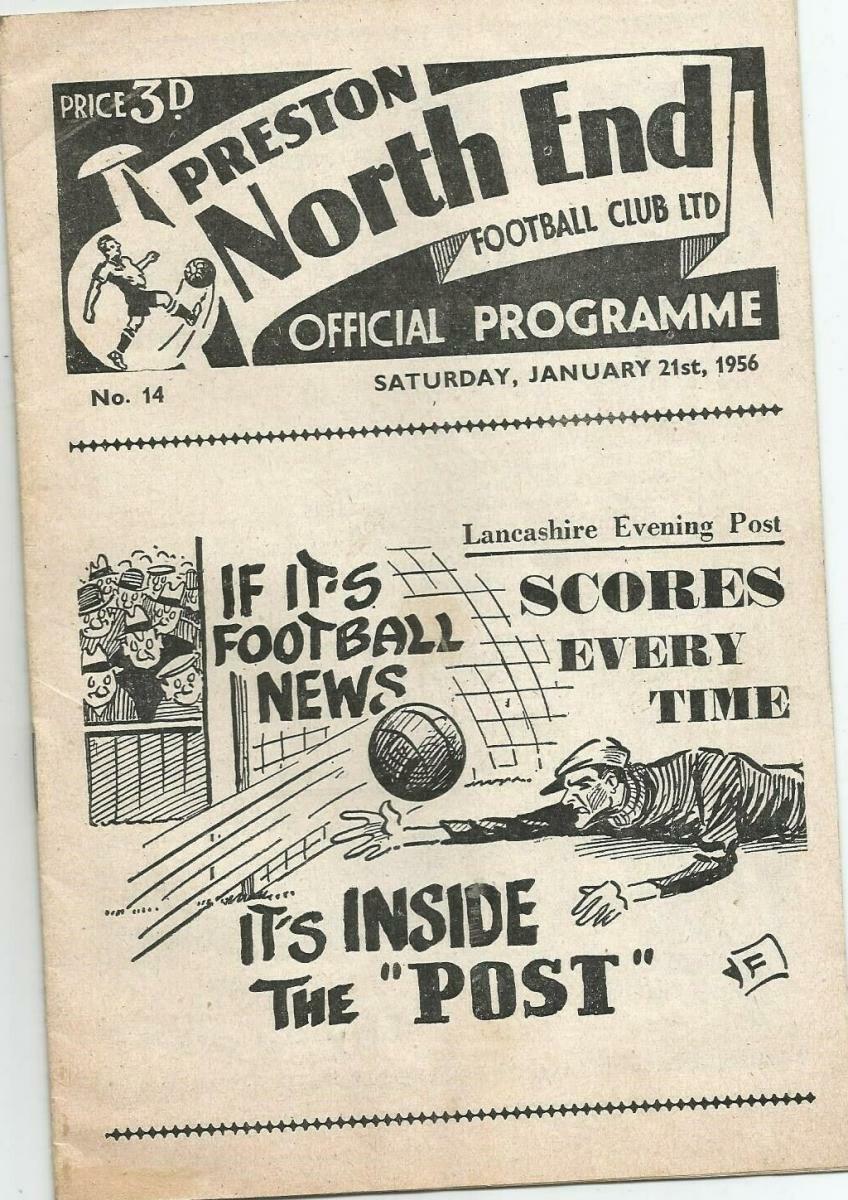 PRICE 3D.
PRESTON
North End
FOOTBALL CLUB LTD
OFFICIAL PROGRAMME
No. 14
SATURDAY, JANUARY 21st, 1956
Lancashire Evening Post
SCORES
EVERY
TIME
IF IT'S
FOOTBALL
NEWS
IT'S INSIDE
THE "POST"
F